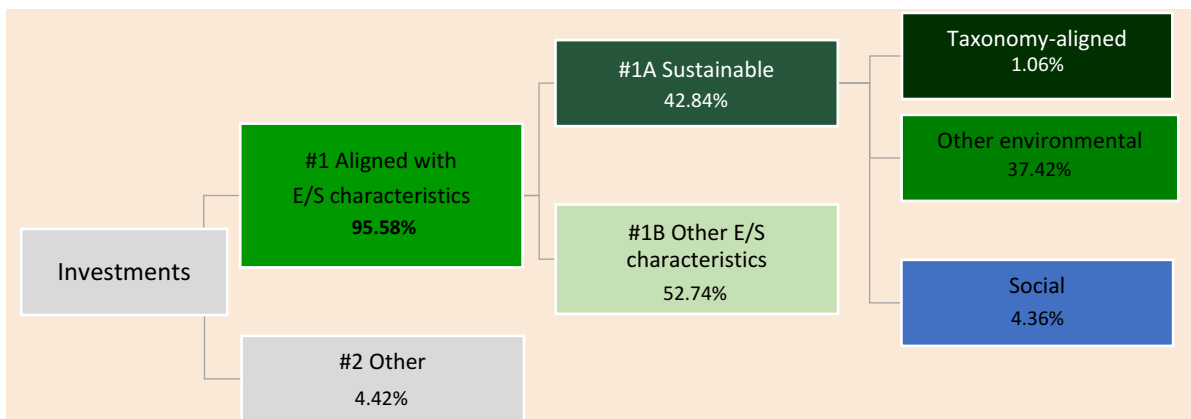 Investments
#1 Aligned with
E/S characteristics
95.58%
#2 Other
4.42%
#1A Sustainable
42.84%
#1B Other E/S
characteristics
52.74%
Taxonomy-aligned
1.06%
Other environmental
37.42%
Social
4.36%